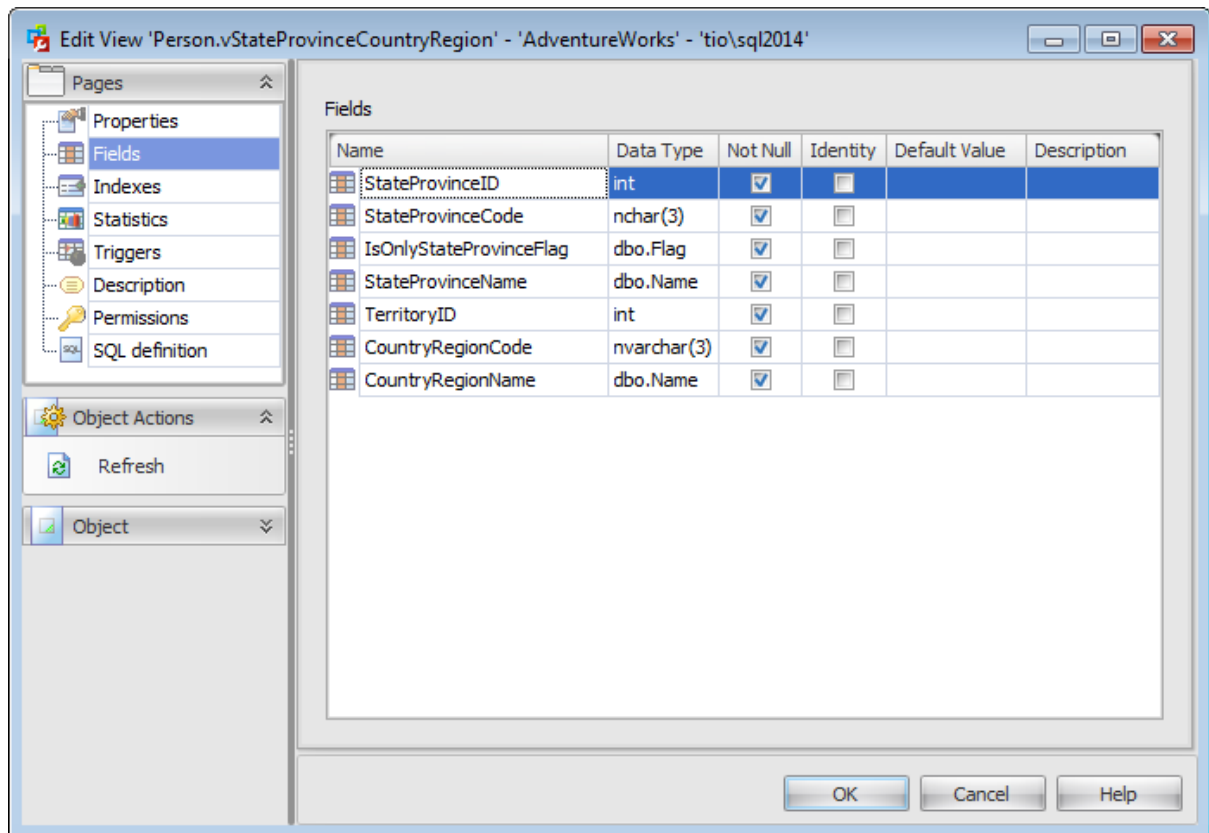 Edit View 'Person.vStateProvinceCountryRegion' - 'AdventureWorks' - 'tio\sql2014'
Pages
Properties
Fields
Indexes
Statistics
Triggers
Description
Permissions
SQL SQL definition
Object Actions
Refresh
Object
Fields
Name Data Type Not Null Identity Default Value Description
StateProvinceID int
StateProvinceCode nchar(3)
IsOnlyStateProvinceFlag dbo.Flag
StateProvinceName dbo.Name
TerritoryID int
CountryRegionCode nvarchar(3)
CountryRegionName dbo.Name
OK Cancel Help